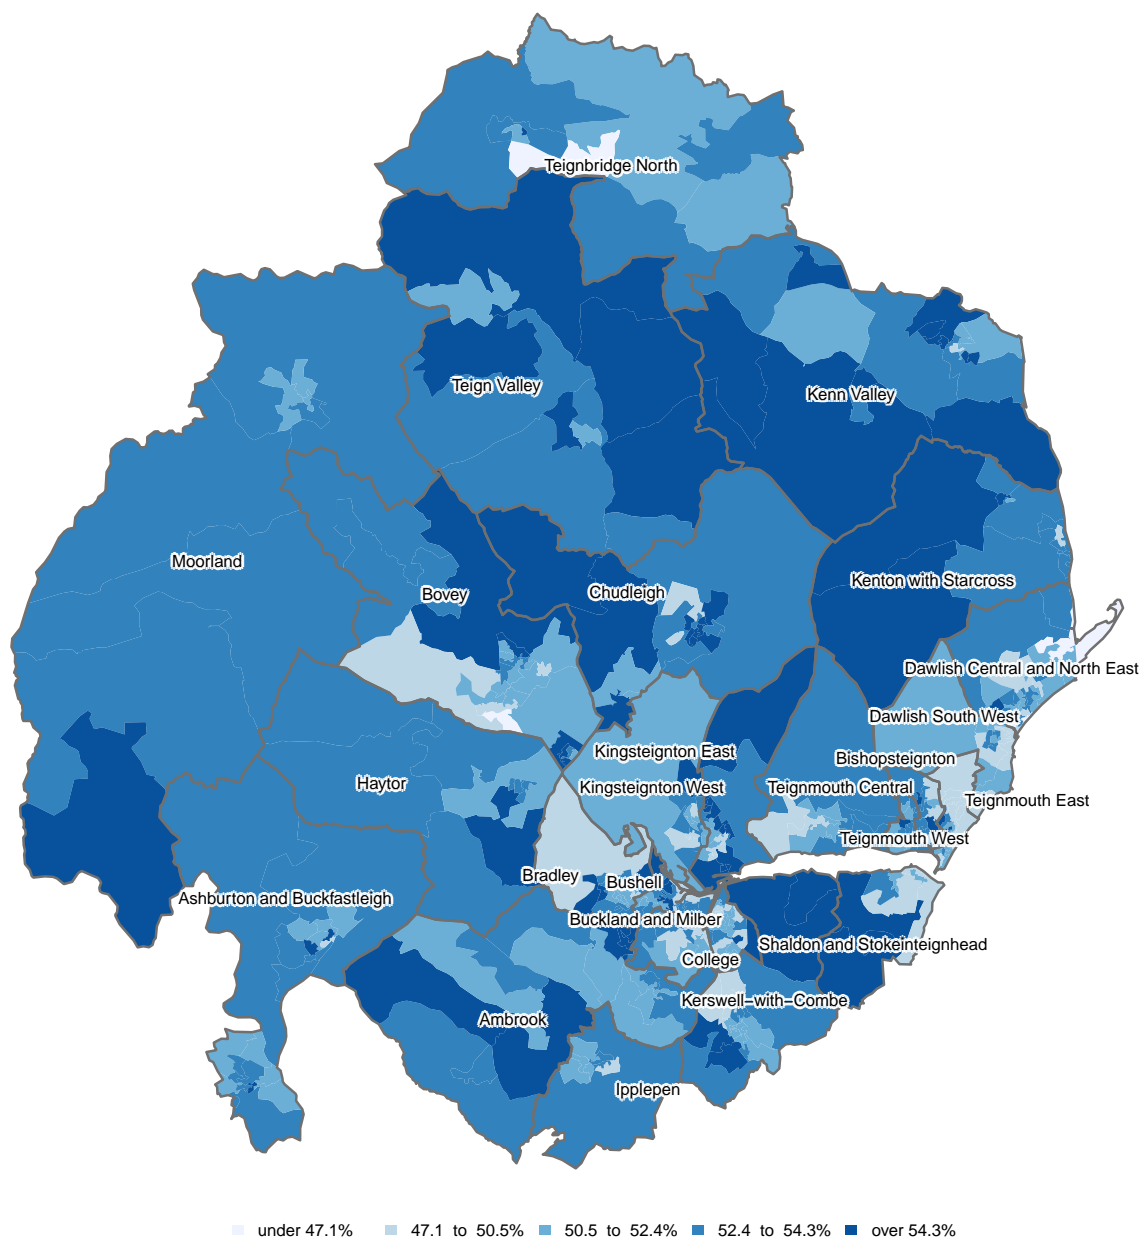 Teignbridge North
Teign Valley
Kenn Valley
Moorland
Bovey
Chudleigh
Kenton with Starcross
Dawlish Central and North East
Dawlish South West
Kingsteignton East
Bishopsteignton
Haytor
Kingsteignton West
Teignmouth Central
Teignmouth East
Teignmouth West
Bradley
Bushell
Ashburton and Buckfastleigh
Buckland and Milber
Shaldon and Stokeinteignhead
College
Kerswell−with−Combe
Ambrook
Ipplepen
under 47.1% 47.1 to 50.5% 50.5 to 52.4% 52.4 to 54.3% over 54.3%